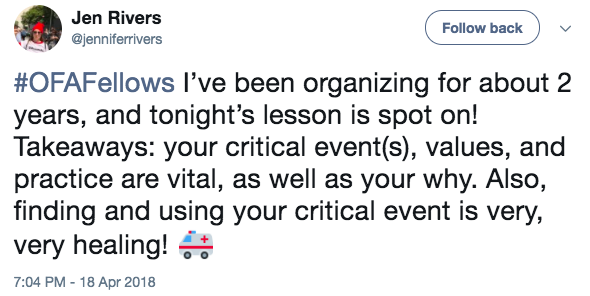 Jen Rivers
@jenniferrivers
Follow back
#OFAFellows I’ve been organizing for about 2
years, and tonight’s lesson is spot on!
Takeaways: your critical event(s), values, and
practice are vital, as well as your why. Also,
finding and using your critical event is very,
very healing! 🚑
7:04 PM - 18 Apr 2018